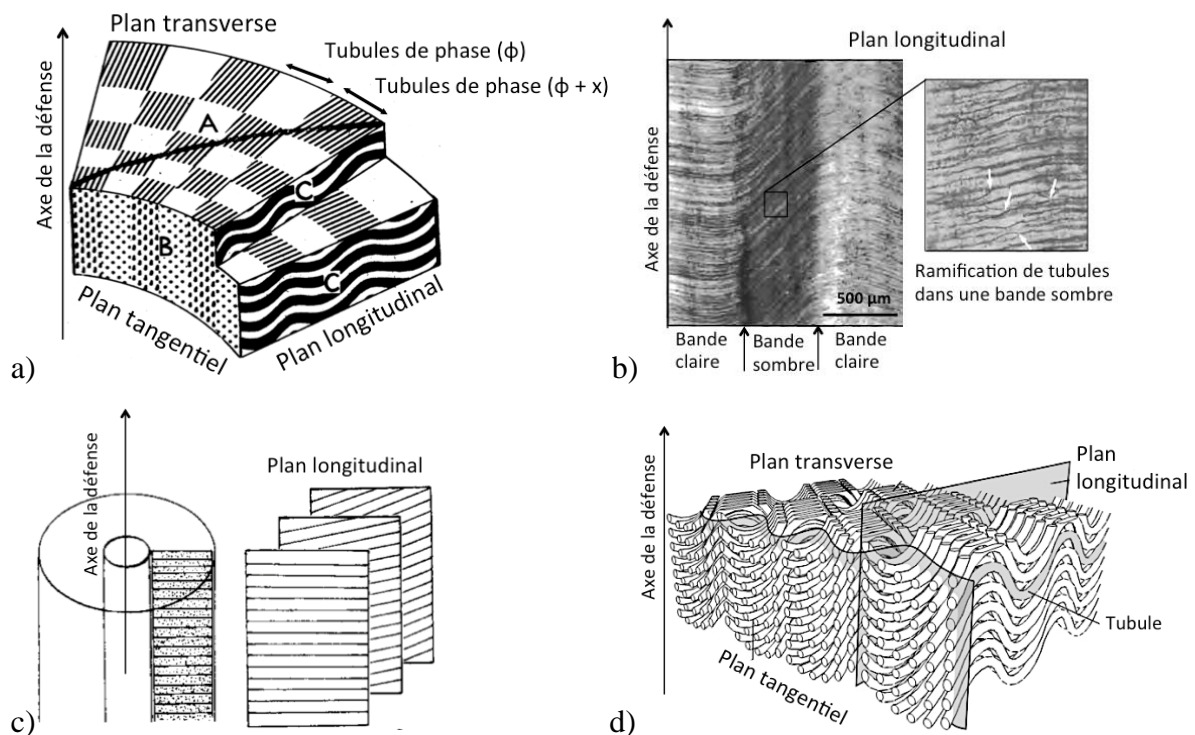 Plan transverse
Tubules de phase (ϕ)
Tubules de phase (ϕ + x)
Axe de la défense
A
B
C
C
Plan tangentiel
Plan longitudinal
a)
Plan longitudinal
Axe de la défense
500 µm
Ramification de tubules
dans une bande sombre
Bande
claire
Bande
sombre
Bande
claire
b)
Axe de la défense
Plan longitudinal
c)
Plan transverse
Plan
longitudinal
Axe de la défense
Tubule
Plan tangentiel
d)